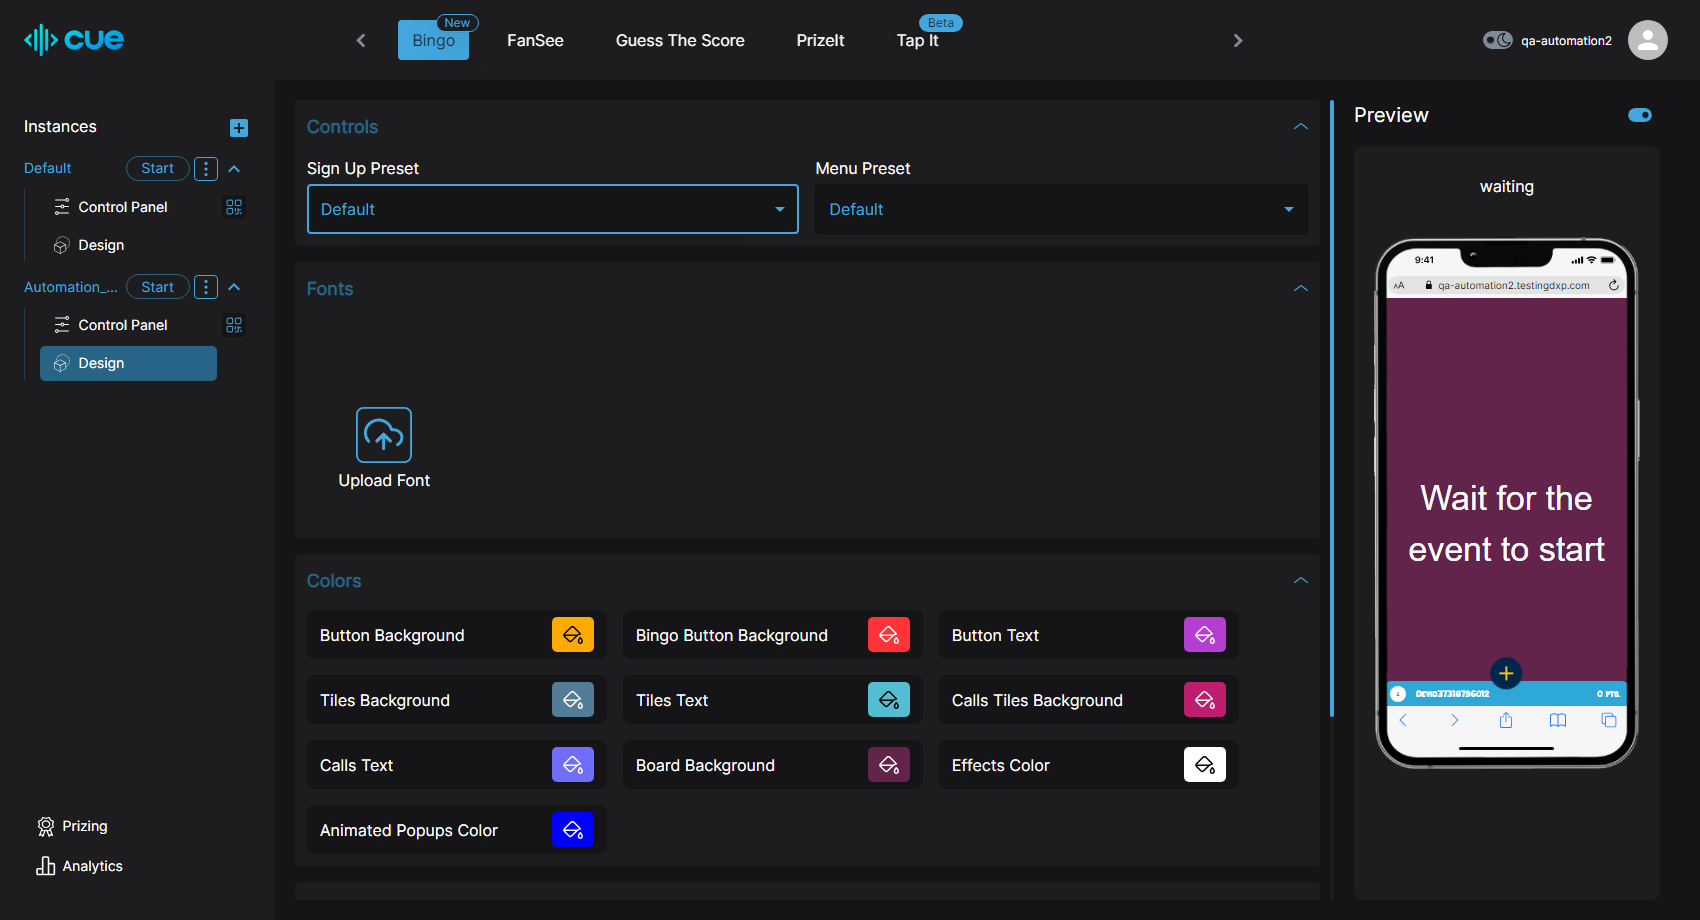 cue
Bingo
New
FanSee
Guess The Score
PrizeIt
Tap It
Beta
qa-automation2
Instances
Default
Start
Control Panel
Design
Automation_...
Start
Control Panel
Design
Prizing
Analytics
Controls
Sign Up Preset
Menu Preset
Default
Default
Fonts
Upload Font
Colors
Button Background
Bingo Button Background
Button Text
Tiles Background
Tiles Text
Calls Tiles Background
Calls Text
Board Background
Effects Color
Animated Popups Color
Preview
waiting
9:41
AA
qa-automation2.testingdxp.com
Wait for the
event to start
DEVID37318796012
0 PTS.